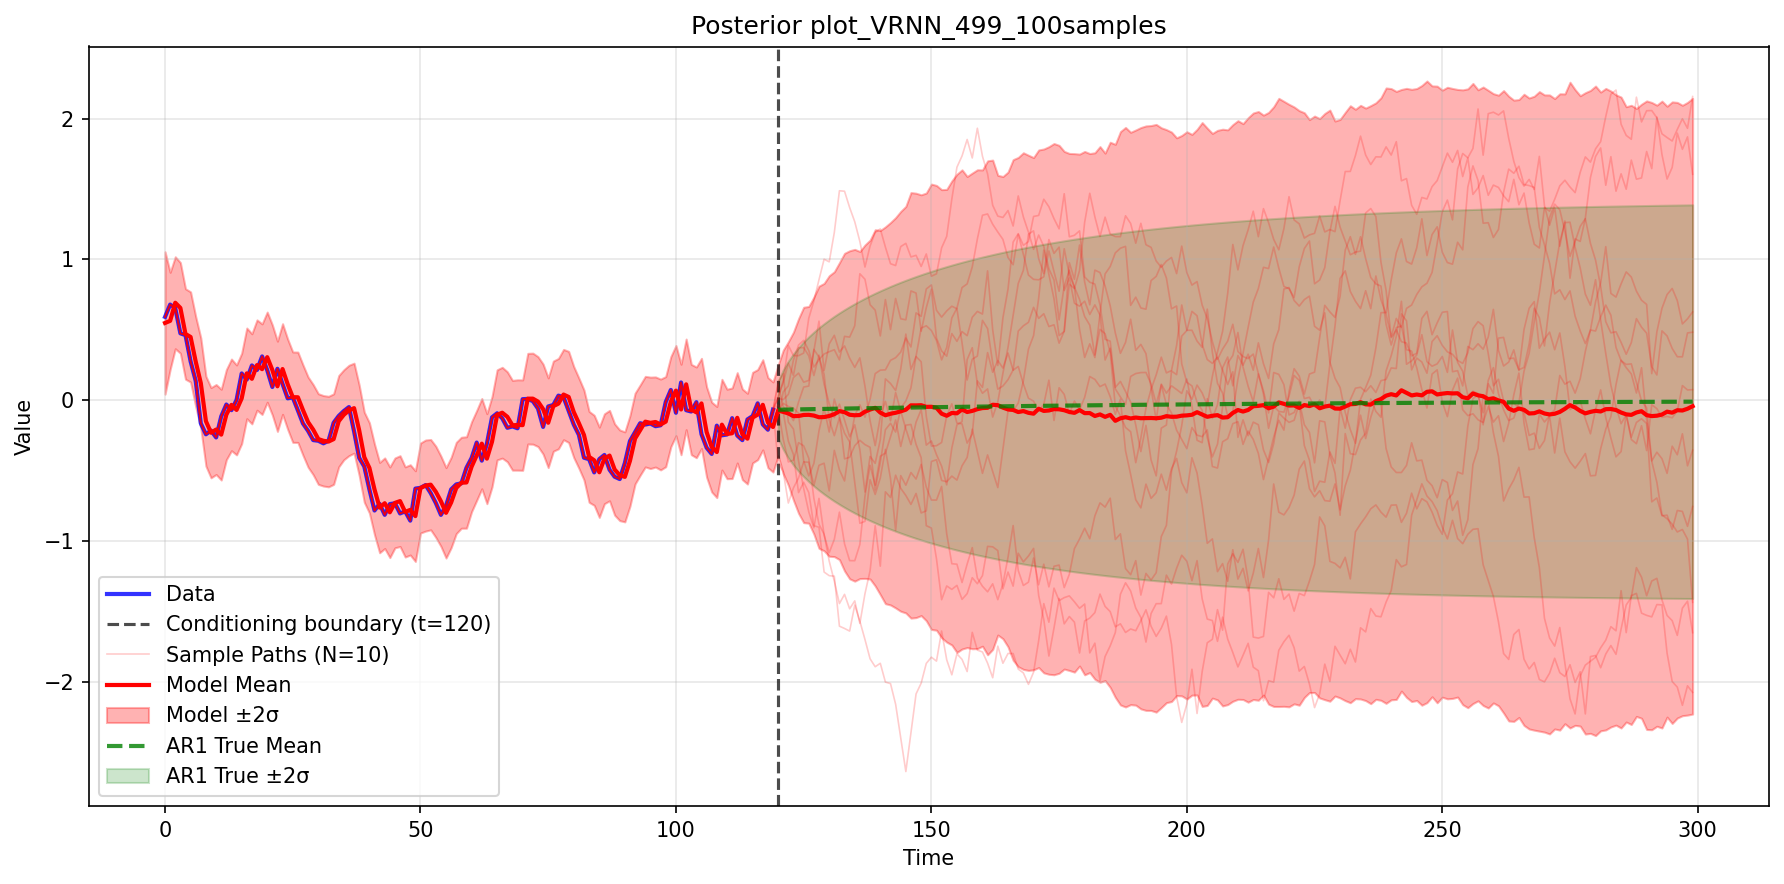 Posterior plot_VRNN_499_100samples
Value
2
1
0
−1
−2
Data
Conditioning boundary (t=120)
Sample Paths (N=10)
Model Mean
Model ±2σ
AR1 True Mean
AR1 True ±2σ
0 50 100 150 200 250 300
Time